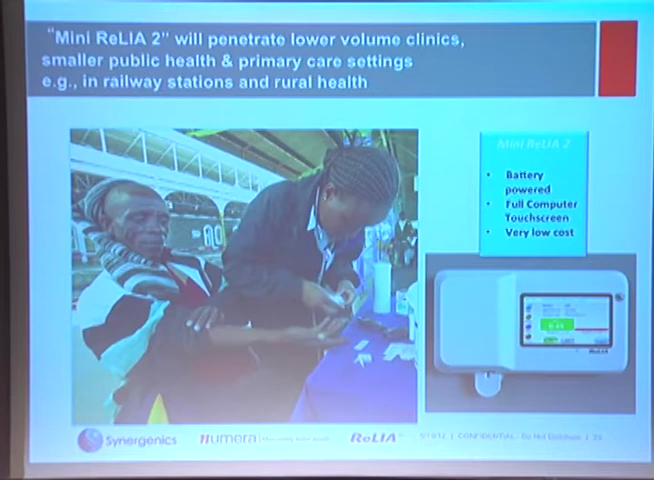 "Mini ReLIA 2" will penetrate lower volume clinics,
smaller public health & primary care settings
e.g., in railway stations and rural health
Mini ReLIA 2
• Battery
powered
• Full Computer
Touchscreen
• Very low cost
ReLIA
Synergenics
numera
ReLIA
CONFIDENTIAL - Do Not Distribute